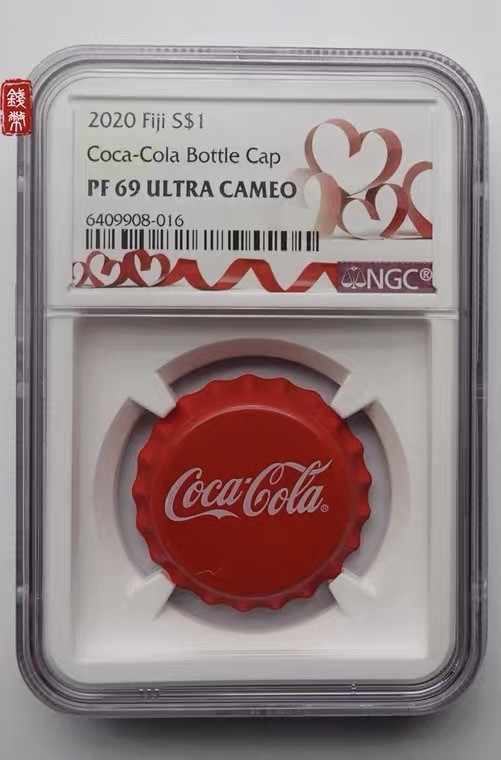 錢幣
2020 Fiji S$1
Coca-Cola Bottle Cap
PF 69 ULTRA CAMEO
6409908-016
NGC®
Coca-Cola®